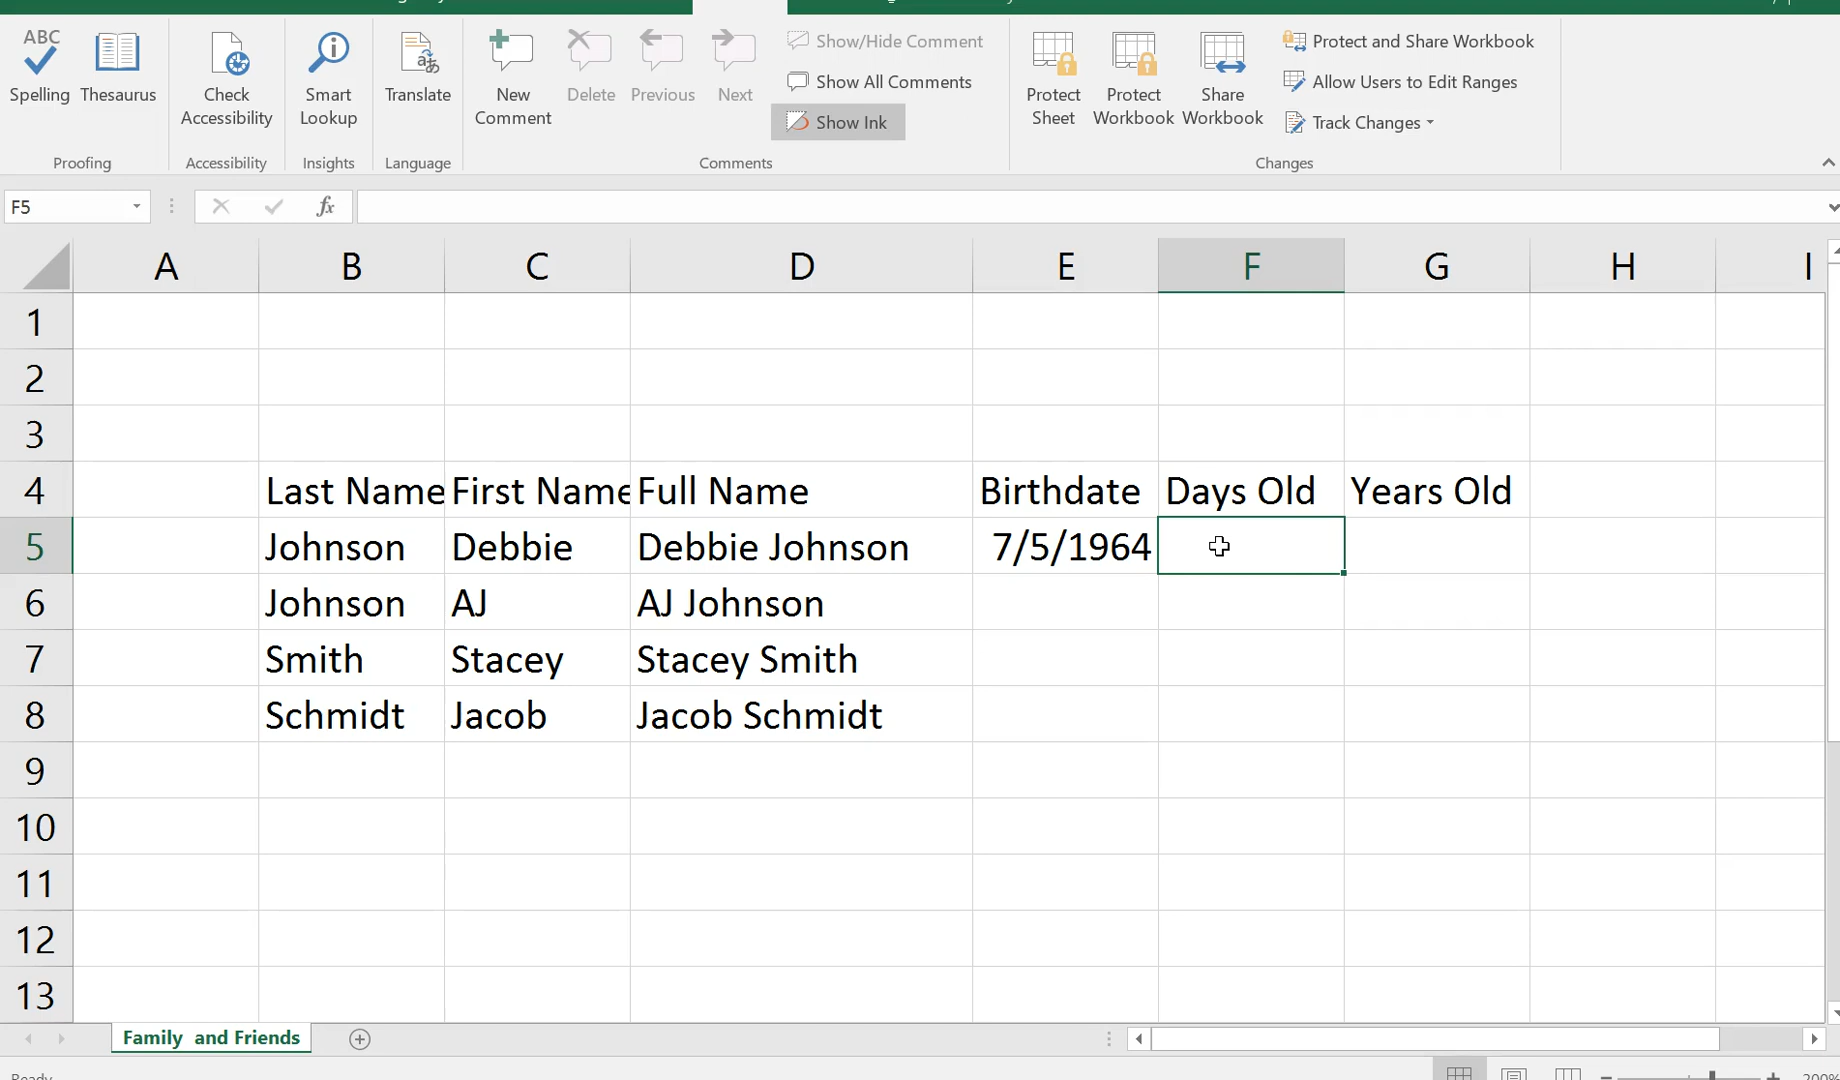 ABC
Spelling
Thesaurus
Proofing
Check
Accessibility
Accessibility
Smart
Lookup
Insights
Translate
Language
New
Comment
Delete
Previous
Next
Show/Hide Comment
Show All Comments
Show Ink
Comments
Protect
Sheet
Protect
Workbook
Share
Workbook
Protect and Share Workbook
Allow Users to Edit Ranges
Track Changes
Changes
F5
fx
A B C D E F G H I
1
2
3
4 Last Name First Name Full Name Birthdate Days Old Years Old
5 Johnson Debbie Debbie Johnson 7/5/1964
6 Johnson AJ AJ Johnson
7 Smith Stacey Stacey Smith
8 Schmidt Jacob Jacob Schmidt
9
10
11
12
13
Family and Friends
Ready
200%